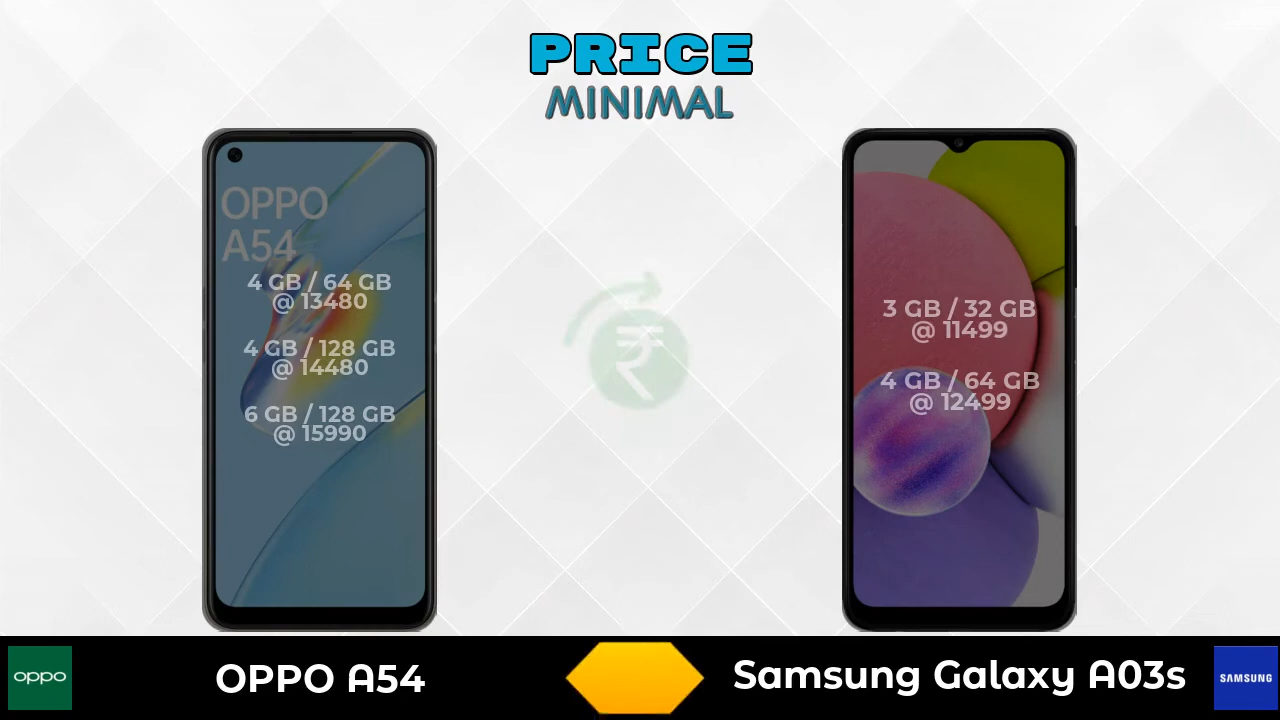 PRICE
MINIMAL
OPPO
A54
4 GB / 64 GB
@ 13480
4 GB / 128 GB
@ 14480
6 GB / 128 GB
@ 15990
₹
3 GB / 32 GB
@ 11499
4 GB / 64 GB
@ 12499
oppo
OPPO A54
Samsung Galaxy A03s
SAMSUNG